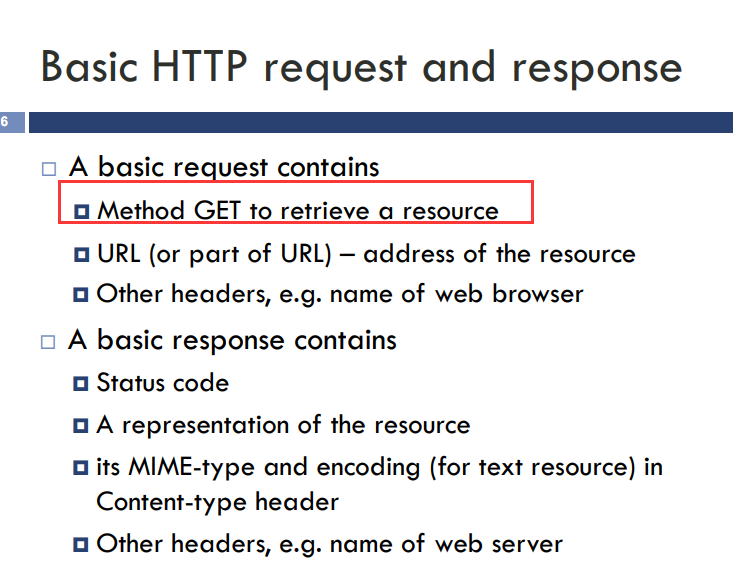 Basic HTTP request and response
6
A basic request contains
Method GET to retrieve a resource
URL (or part of URL) – address of the resource
Other headers, e.g. name of web browser
A basic response contains
Status code
A representation of the resource
its MIME-type and encoding (for text resource) in
Content-type header
Other headers, e.g. name of web server